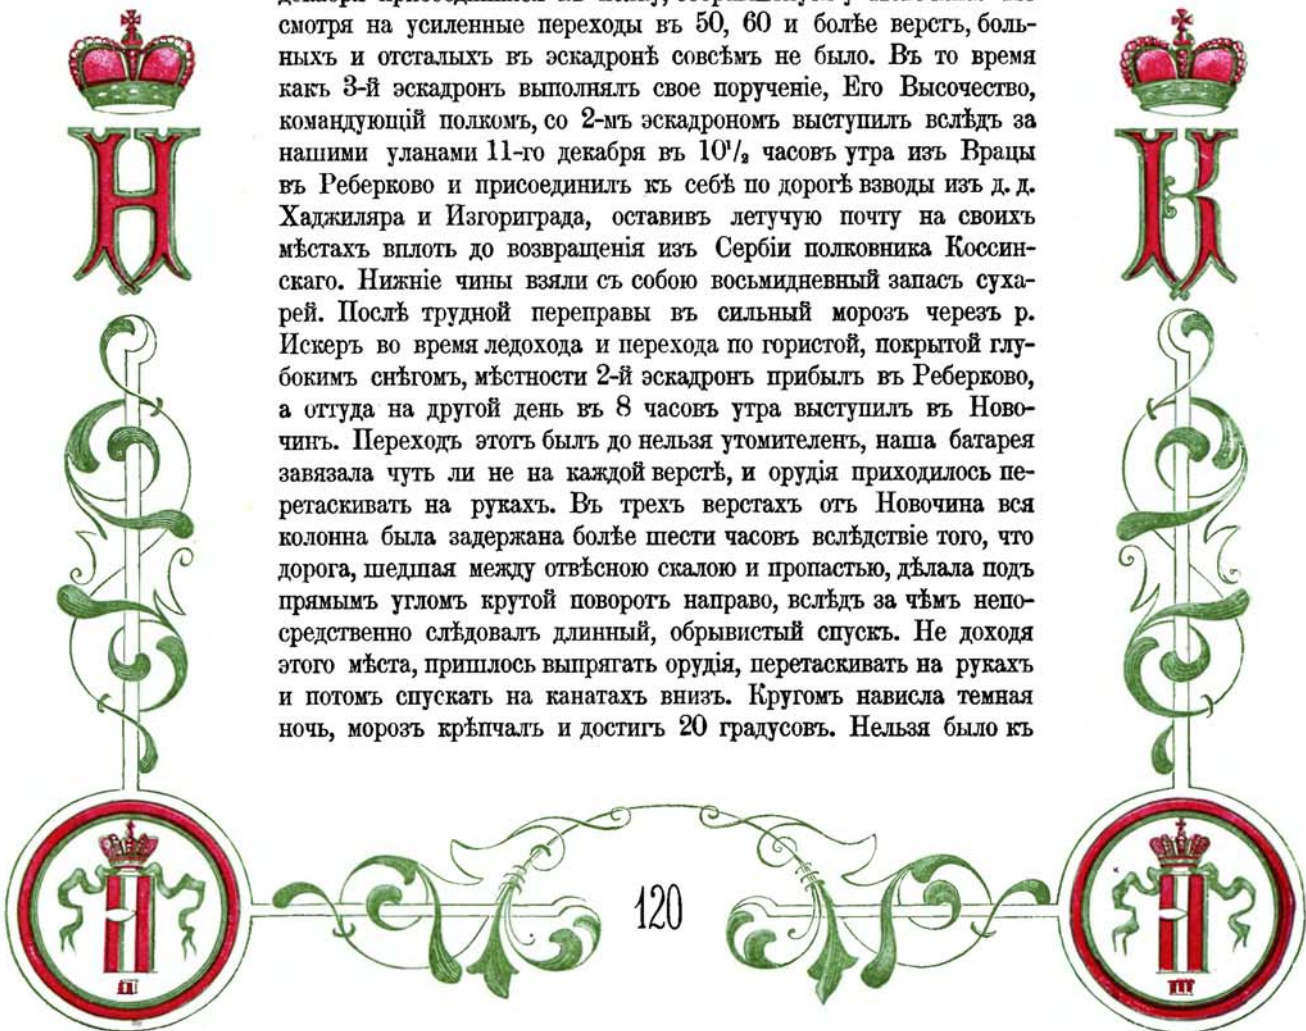 смотря на усиленные переходы въ 50, 60 и болѣе верстъ, боль-
ныхъ и отсталыхъ въ эскадронѣ совсѣмъ не было. Въ то время
какъ 3-й эскадронъ выполнялъ свое порученіе, Его Высочество,
командующій полкомъ, со 2-мъ эскадрономъ выступилъ вслѣдъ за
нашими уланами 11-го декабря въ 10¹/₂ часовъ утра изъ Врацы
въ Реберково и присоединилъ къ себѣ по дорогѣ взводы изъ д. д.
Хаджиляра и Изгориграда, оставивъ летучую почту на своихъ
мѣстахъ вплоть до возвращенія изъ Сербіи полковника Коссин-
скаго. Нижніе чины взяли съ собою восьмидневный запасъ суха-
рей. Послѣ трудной переправы въ сильный морозъ черезъ р.
Искеръ во время ледохода и перехода по гористой, покрытой глу-
бокимъ снѣгомъ, мѣстности 2-й эскадронъ прибылъ въ Реберково,
а оттуда на другой день въ 8 часовъ утра выступилъ въ Ново-
чинъ. Переходъ этотъ былъ до нельзя утомителенъ, наша батарея
завязала чуть ли не на каждой верстѣ, и орудія приходилось пе-
ретаскивать на рукахъ. Въ трехъ верстахъ отъ Новочина вся
колонна была задержана болѣе шести часовъ вслѣдствіе того, что
дорога, шедшая между отвѣсною скалою и пропастью, дѣлала подъ
прямымъ угломъ крутой поворотъ направо, вслѣдъ за чѣмъ непо-
средственно слѣдовалъ длинный, обрывистый спускъ. Не доходя
этого мѣста, пришлось выпрягать орудія, перетаскивать на рукахъ
и потомъ спускать на канатахъ внизъ. Кругомъ нависла темная
ночь, морозъ крѣпчалъ и достигъ 20 градусовъ. Нельзя было къ
Н
К
III
III
120